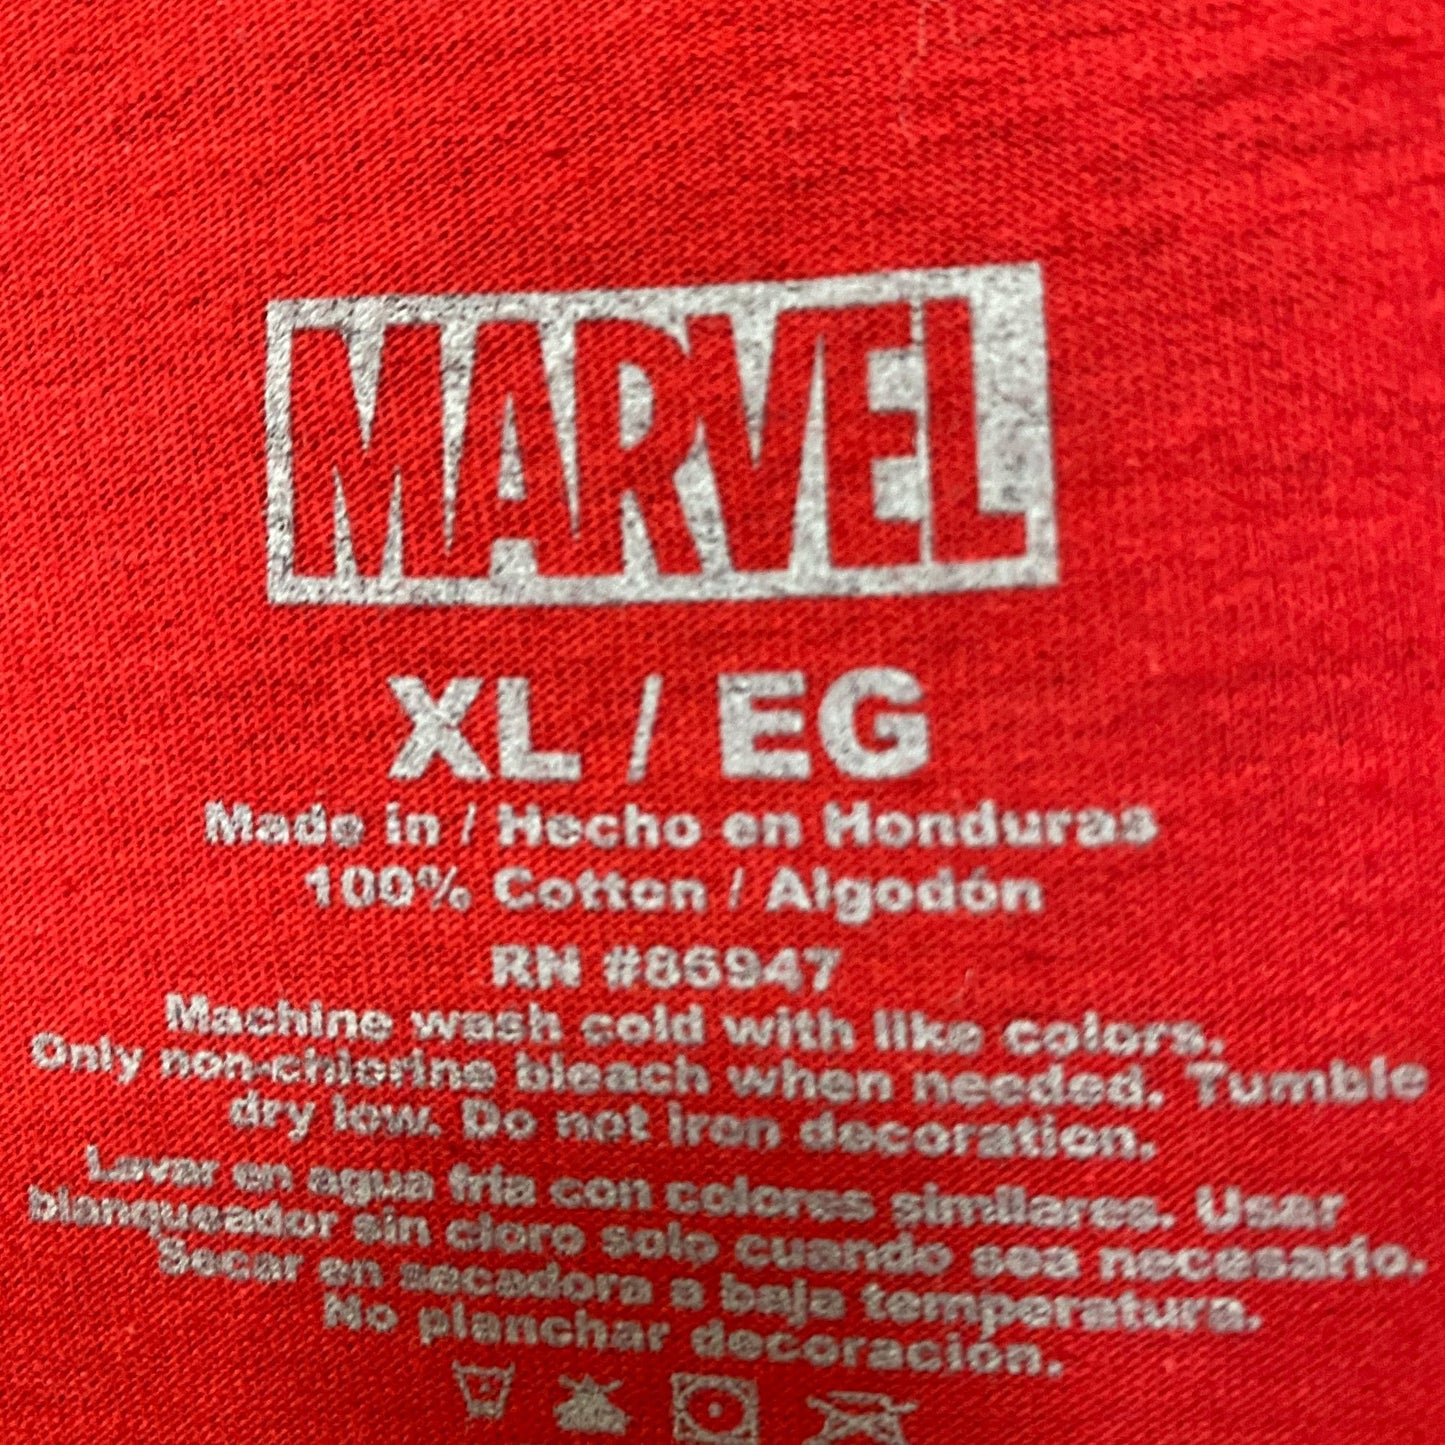 MARVEL
XL / EG
Made in / Hecho en Honduras
100% Cotton / Algodón
RN #86947
Machine wash cold with like colors.
Only non-chlorine bleach when needed. Tumble
dry low. Do not iron decoration.
Lavar en agua fria con colores similares. Usar
blanqueador sin cloro solo cuando sea necesario.
Secar en secadora a baja temperatura.
No planchar decoración.